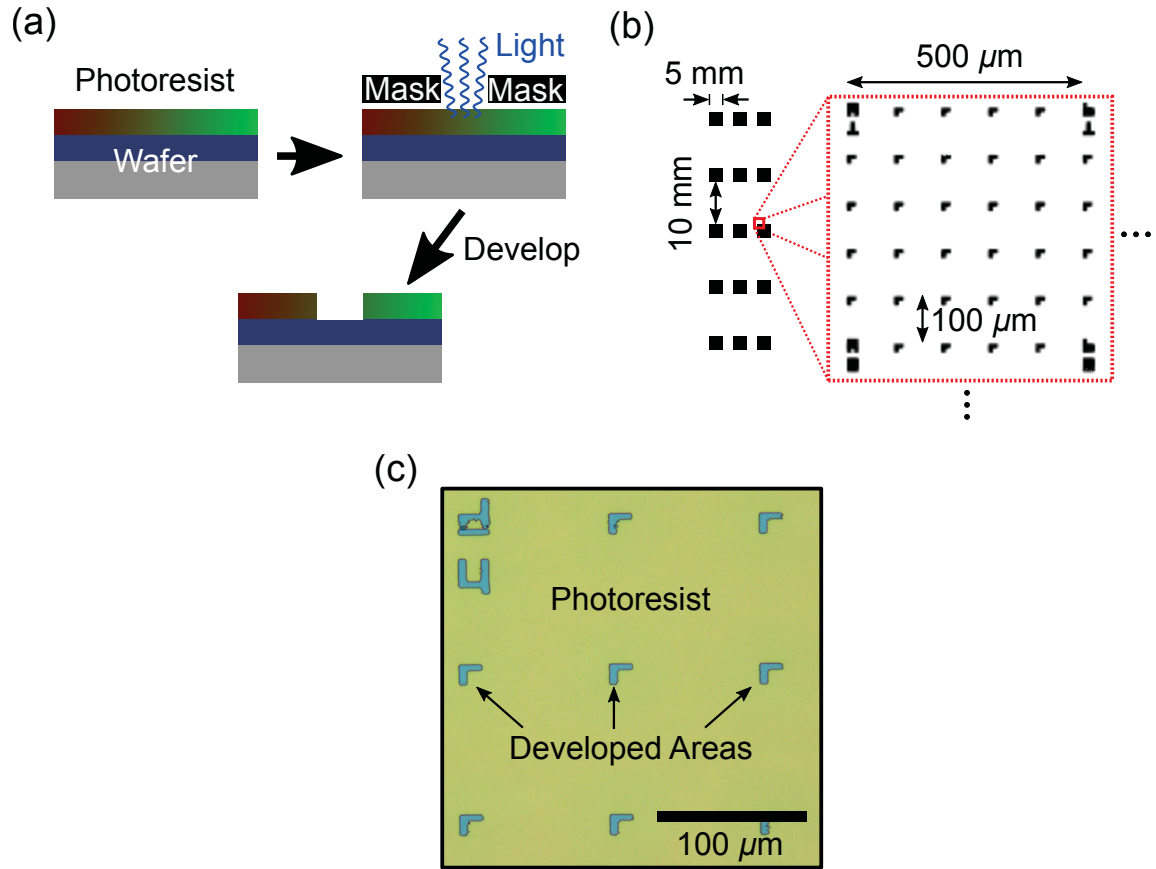 (a)
Photoresist
Wafer
Light
Mask
Mask
Develop
(b)
5 mm
10 mm
500 µm
100 µm
(c)
Photoresist
Developed Areas
100 µm